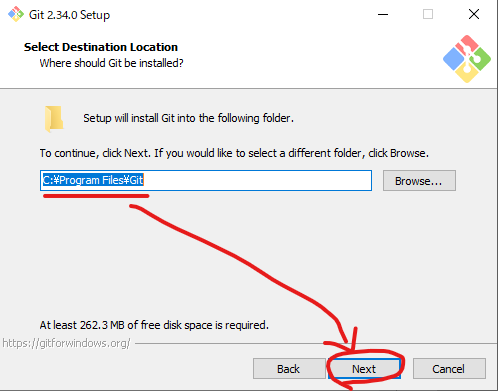 Git 2.34.0 Setup
Select Destination Location
Where should Git be installed?
Setup will install Git into the following folder.
To continue, click Next. If you would like to select a different folder, click Browse.
C:¥Program Files¥Git
Browse...
At least 262.3 MB of free disk space is required.
https://gitforwindows.org/
Back
Next
Cancel